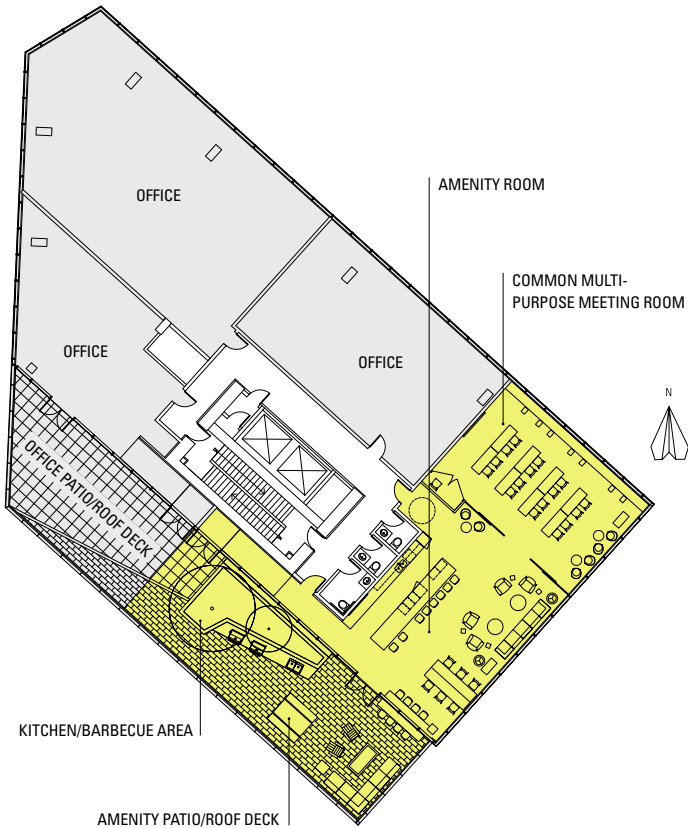 OFFICE
AMENITY ROOM
COMMON MULTI-
PURPOSE MEETING ROOM
OFFICE
OFFICE
N
OFFICE PATIO/ROOF DECK
KITCHEN/BARBECUE AREA
AMENITY PATIO/ROOF DECK